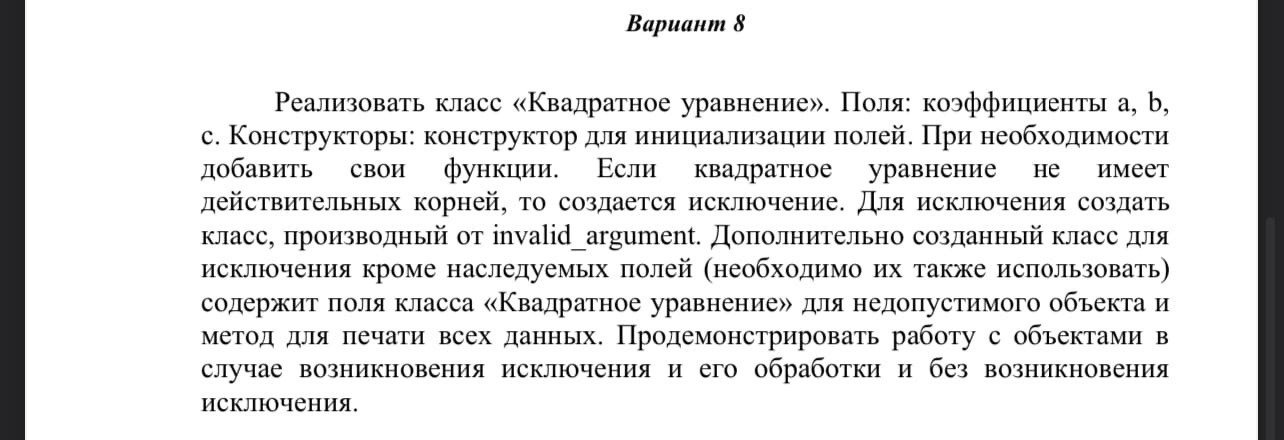 Вариант 8
Реализовать класс «Квадратное уравнение». Поля: коэффициенты a, b,
c. Конструкторы: конструктор для инициализации полей. При необходимости
добавить свои функции. Если квадратное уравнение не имеет
действительных корней, то создается исключение. Для исключения создать
класс, производный от invalid_argument. Дополнительно созданный класс для
исключения кроме наследуемых полей (необходимо их также использовать)
содержит поля класса «Квадратное уравнение» для недопустимого объекта и
метод для печати всех данных. Продемонстрировать работу с объектами в
случае возникновения исключения и его обработки и без возникновения
исключения.